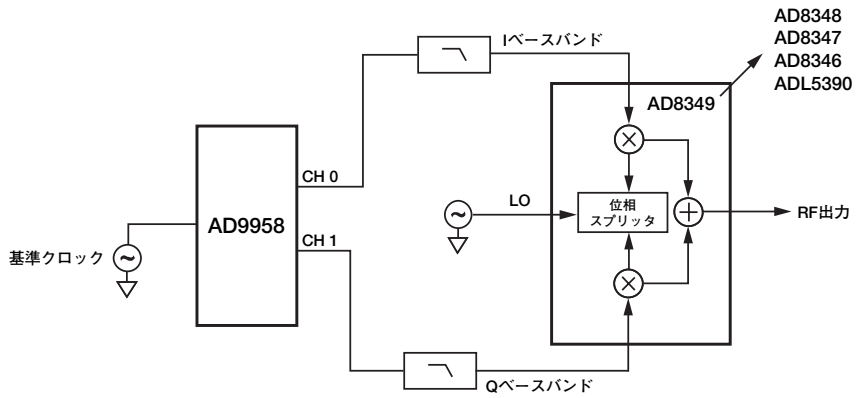 AD8348
AD8347
AD8346
ADL5390
Iベースバンド
AD8349
CH 0
AD9958
LO
位相
スプリッタ
RF出力
CH 1
基準クロック
Qベースバンド